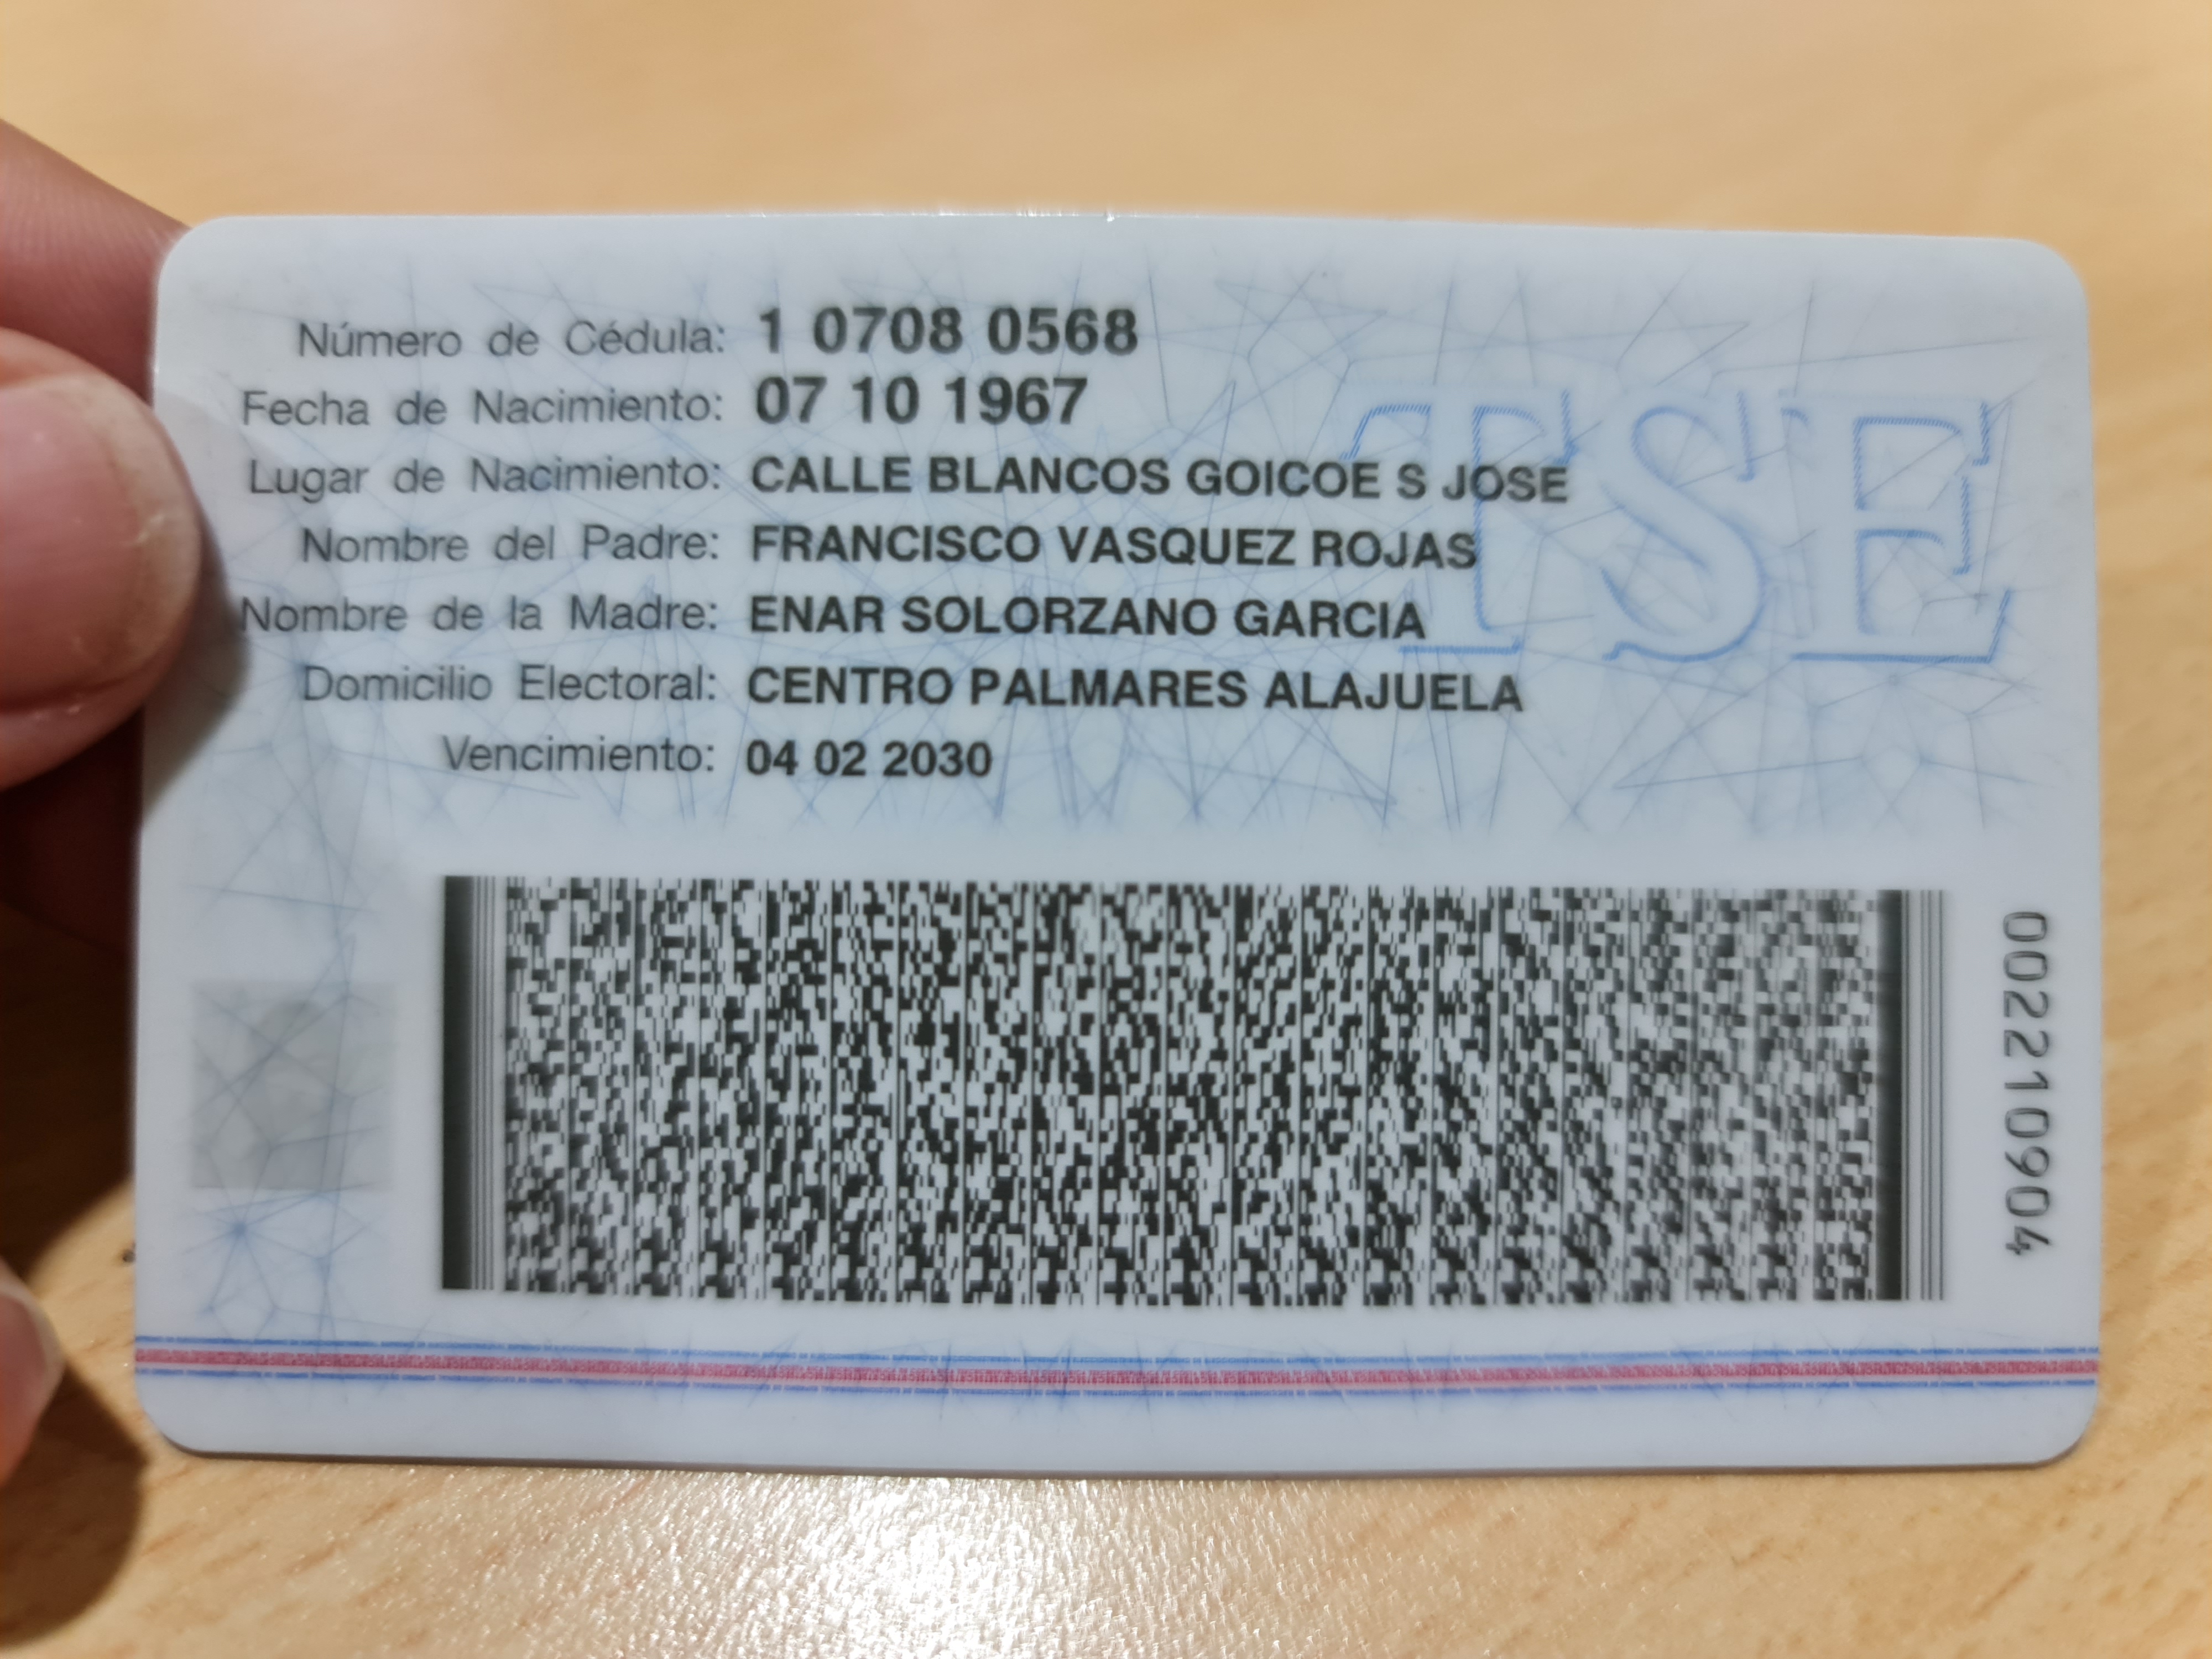 Número de Cédula: 1 0708 0568
Fecha de Nacimiento: 07 10 1967
Lugar de Nacimiento: CALLE BLANCOS GOICOE S JOSE
Nombre del Padre: FRANCISCO VASQUEZ ROJAS
Nombre de la Madre: ENAR SOLORZANO GARCIA
Domicilio Electoral: CENTRO PALMARES ALAJUELA
Vencimiento: 04 02 2030
TSE
002210904